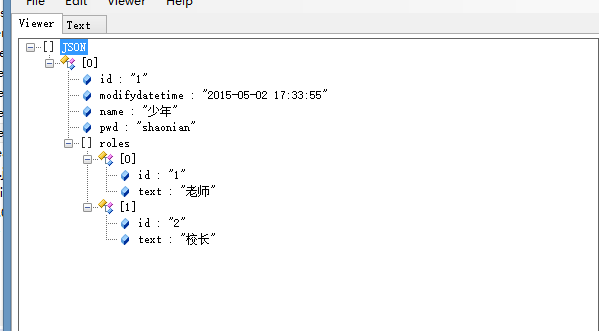 File Edit Viewer Help
Viewer Text
[] JSON
[0]
id : "1"
modifydatetime : "2015-05-02 17:33:55"
name : "少年"
pwd : "shaonian"
[] roles
[0]
id : "1"
text : "老师"
[1]
id : "2"
text : "校长"